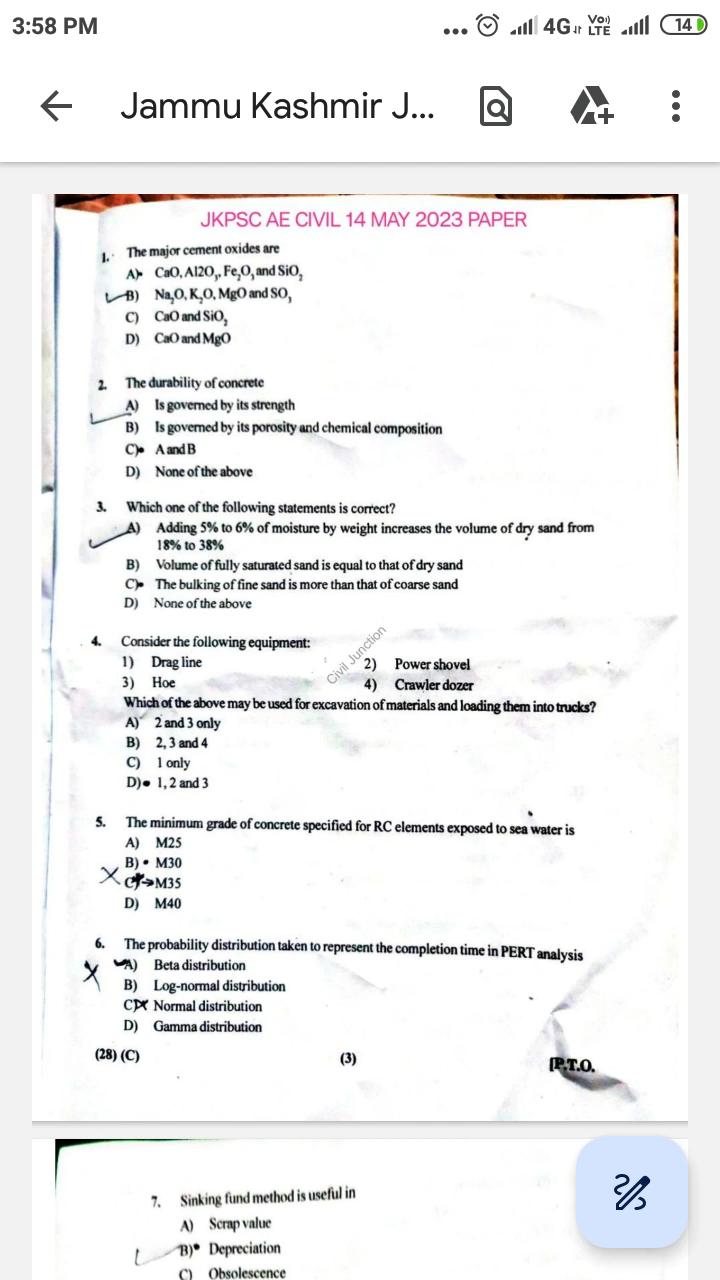 3:58 PM
4G
Vo)) LTE
14
Jammu Kashmir J...
JKPSC AE CIVIL 14 MAY 2023 PAPER
1. The major cement oxides are
A) CaO, Al2O₃, Fe₂O₃ and SiO₂
B) Na₂O, K₂O, MgO and SO₃
C) CaO and SiO₂
D) CaO and MgO
2. The durability of concrete
A) Is governed by its strength
B) Is governed by its porosity and chemical composition
C) A and B
D) None of the above
3. Which one of the following statements is correct?
A) Adding 5% to 6% of moisture by weight increases the volume of dry sand from
18% to 38%
B) Volume of fully saturated sand is equal to that of dry sand
C) The bulking of fine sand is more than that of coarse sand
D) None of the above
Civil Junction
4. Consider the following equipment:
1) Drag line 2) Power shovel
3) Hoe 4) Crawler dozer
Which of the above may be used for excavation of materials and loading them into trucks?
A) 2 and 3 only
B) 2, 3 and 4
C) 1 only
D) 1, 2 and 3
5. The minimum grade of concrete specified for RC elements exposed to sea water is
A) M25
B) M30
C) M35
D) M40
6. The probability distribution taken to represent the completion time in PERT analysis
A) Beta distribution
B) Log-normal distribution
C) Normal distribution
D) Gamma distribution
(28) (C) (3) [P.T.O.
7. Sinking fund method is useful in
A) Scrap value
B) Depreciation
C) Obsolescence